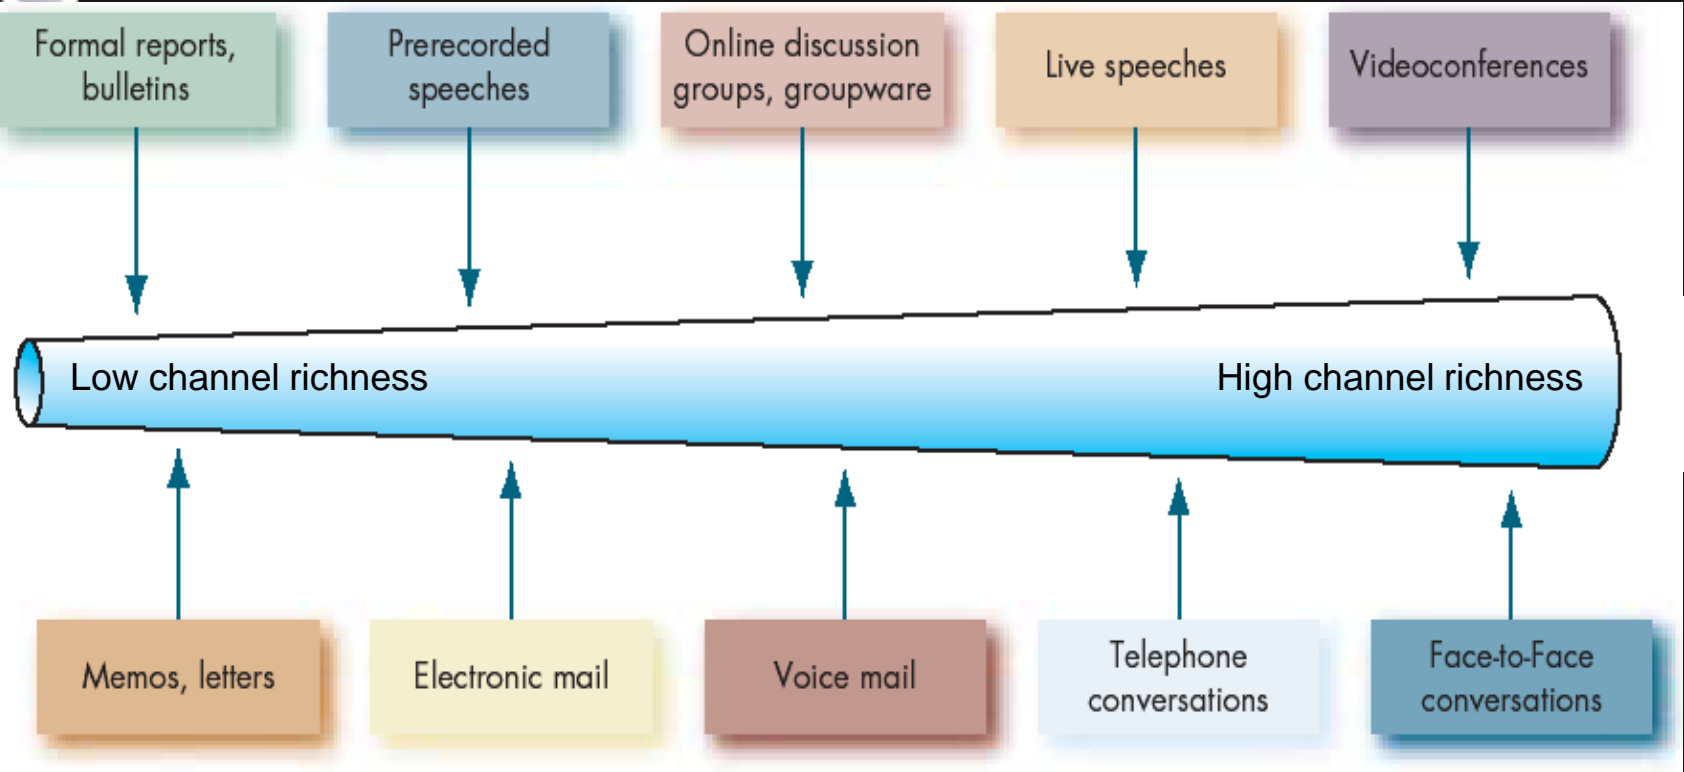 Formal reports,
bulletins
Prerecorded
speeches
Online discussion
groups, groupware
Live speeches
Videoconferences
Low channel richness
High channel richness
Memos, letters
Electronic mail
Voice mail
Telephone
conversations
Face-to-Face
conversations